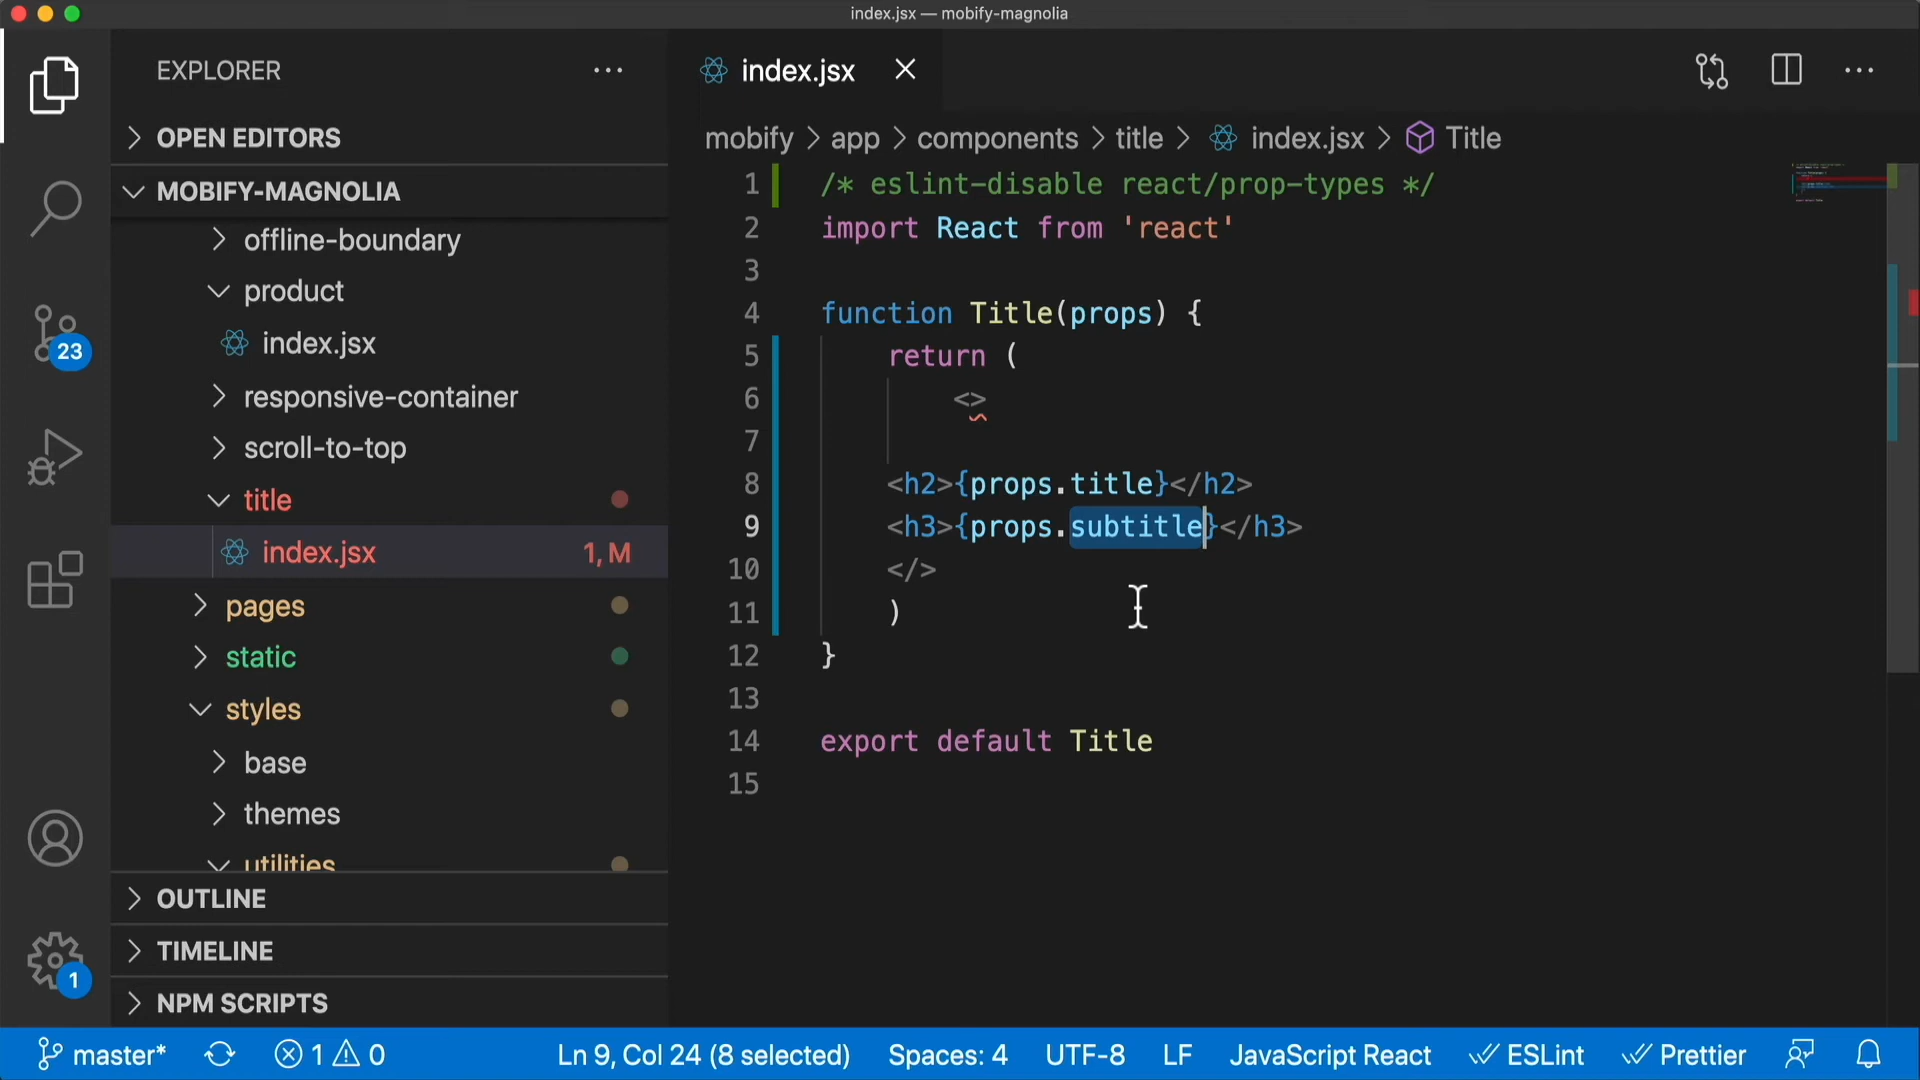 index.jsx — mobify-magnolia
EXPLORER
index.jsx
OPEN EDITORS
mobify > app > components > title > index.jsx > Title
MOBIFY-MAGNOLIA
offline-boundary
product
index.jsx
responsive-container
scroll-to-top
title
index.jsx 1, M
pages
static
styles
base
themes
utilities
OUTLINE
TIMELINE
NPM SCRIPTS
23
1
1 /* eslint-disable react/prop-types */
2 import React from 'react'
3
4 function Title(props) {
5 return (
6 <>
7
8 <h2>{props.title}</h2>
9 <h3>{props.subtitle}</h3>
10 </>
11 )
12 }
13
14 export default Title
15
master* 1 0 Ln 9, Col 24 (8 selected) Spaces: 4 UTF-8 LF JavaScript React ESLint Prettier